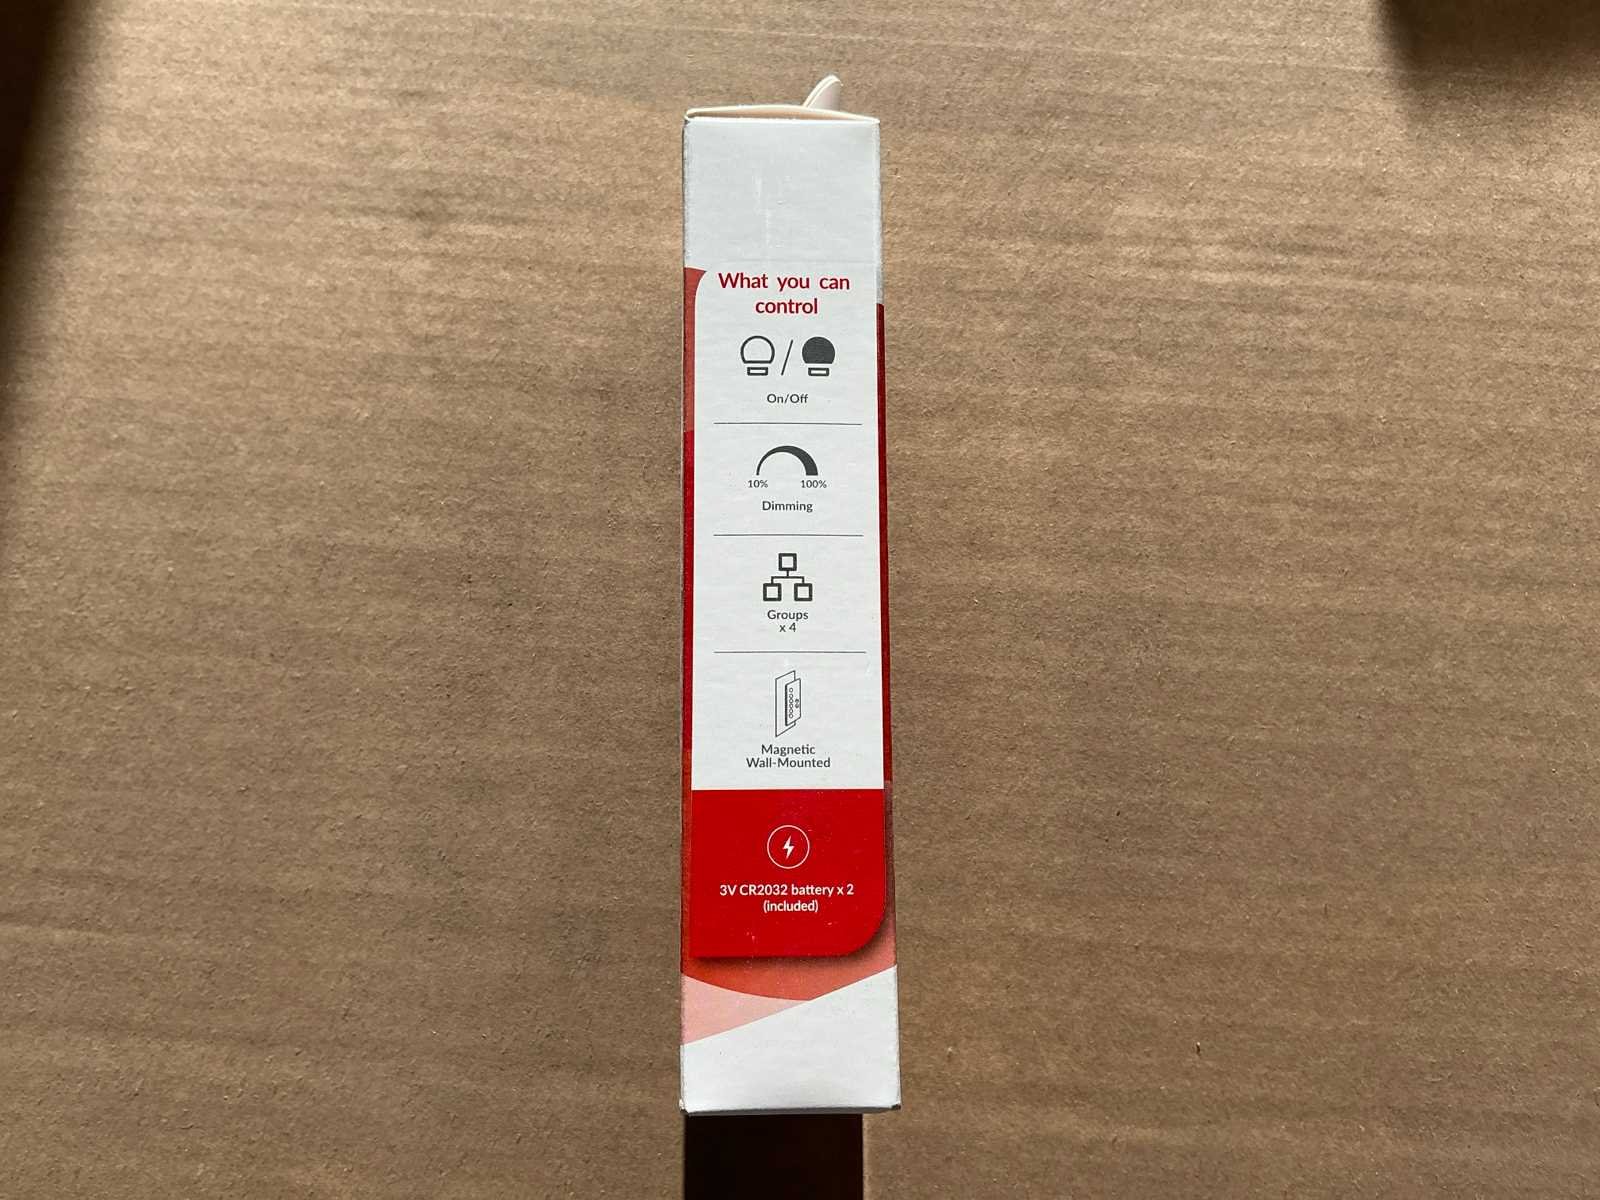 What you can
control
On/Off
10% 100%
Dimming
Groups
x 4
Magnetic
Wall-Mounted
3V CR2032 battery x 2
(included)